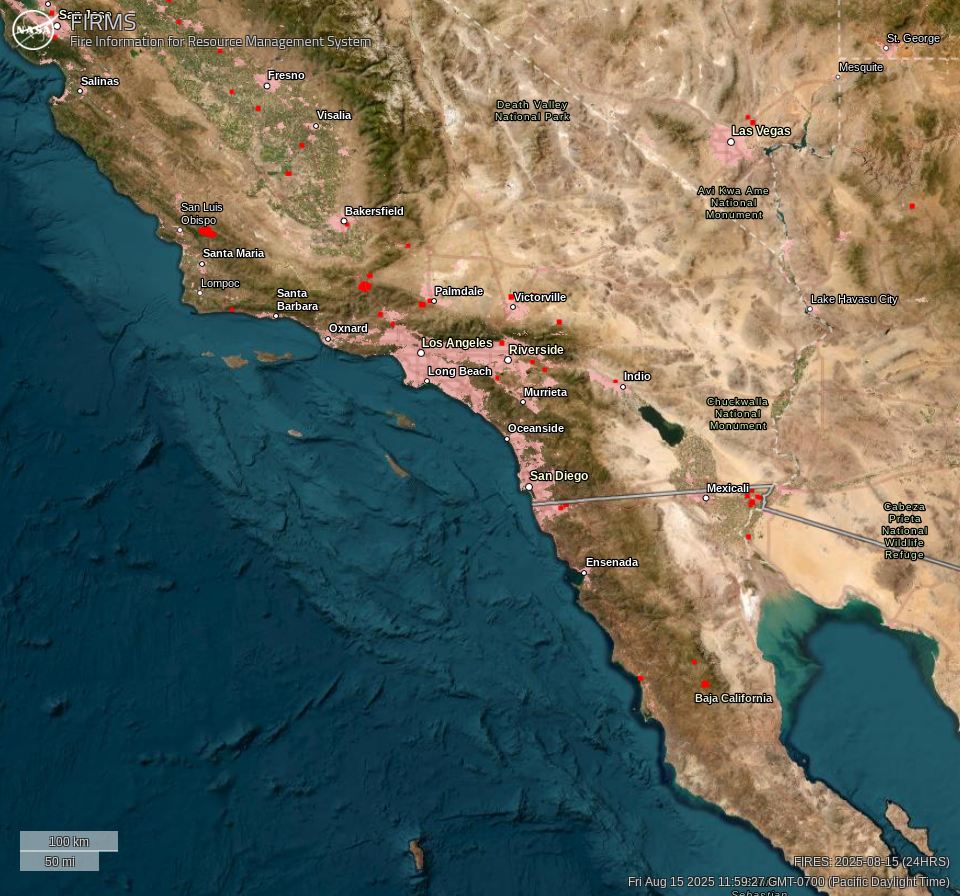 San Jose
NASA
FIRMS
Fire Information for Resource Management System
St. George
Mesquite
Salinas
Fresno
Death Valley
National Park
Visalia
Las Vegas
Avi Kwa Ame
National
Monument
San Luis
Obispo
Bakersfield
Santa Maria
Lompoc
Santa
Barbara
Palmdale
Victorville
Lake Havasu City
Oxnard
Los Angeles
Riverside
Long Beach
Indio
Murrieta
Chuckwalla
National
Monument
Oceanside
San Diego
Mexicali
Cabeza
Prieta
National
Wildlife
Refuge
Ensenada
Baja California
100 km
50 mi
FIRES: 2025-08-15 (24HRS)
Fri Aug 15 2025 11:59:27 GMT-0700 (Pacific Daylight Time)
Sebastian